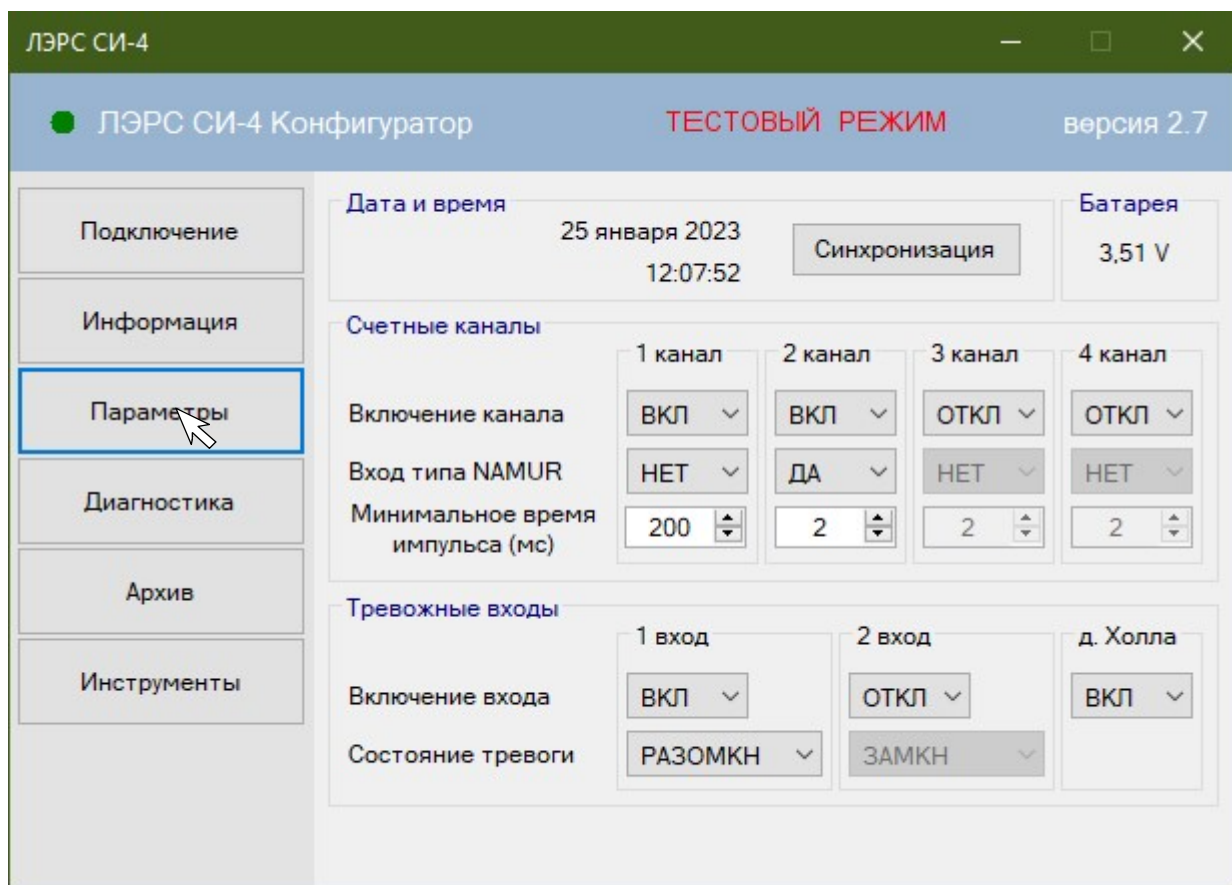 ЛЭРС СИ-4
ЛЭРС СИ-4 Конфигуратор ТЕСТОВЫЙ РЕЖИМ версия 2.7
Подключение
Информация
Параметры
Диагностика
Архив
Инструменты
Дата и время
25 января 2023
12:07:52
Синхронизация
Батарея
3,51 V
Счетные каналы
1 канал 2 канал 3 канал 4 канал
Включение канала ВКЛ ВКЛ ОТКЛ ОТКЛ
Вход типа NAMUR НЕТ ДА НЕТ НЕТ
Минимальное время
импульса (мс) 200 2 2 2
Тревожные входы
1 вход 2 вход д. Холла
Включение входа ВКЛ ОТКЛ ВКЛ
Состояние тревоги РАЗОМКН ЗАМКН